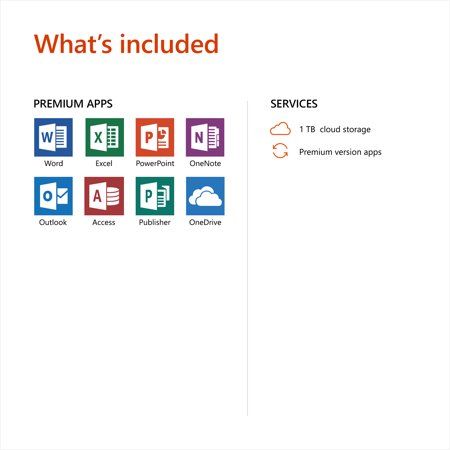 What's included
PREMIUM APPS
W X P N
Word Excel PowerPoint OneNote
O A P
Outlook Access Publisher OneDrive
SERVICES
1 TB cloud storage
Premium version apps